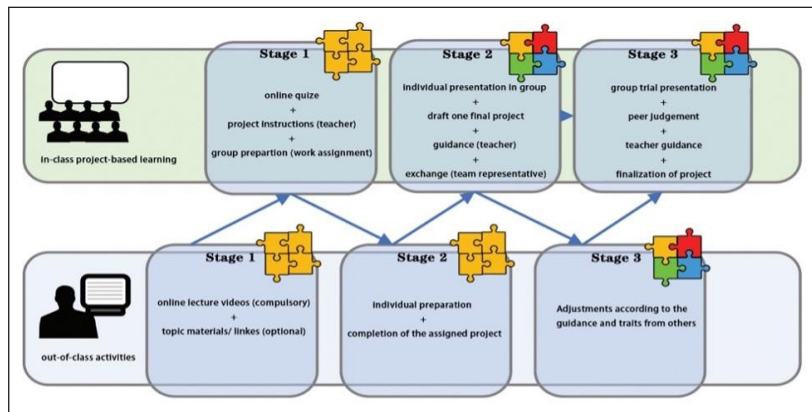 Stage 1
online quize
+
project instructions (teacher)
+
group prepartion (work assignment)
Stage 2
individual presentation in group
+
draft one final project
+
guidance (teacher)
+
exchange (team representative)
Stage 3
group trial presentation
+
peer judgement
+
teacher guidance
+
finalization of project
in-class project-based learning
Stage 1
online lecture videos (compulsory)
+
topic materials/ linkes (optional)
Stage 2
individual preparation
+
completion of the assigned project
Stage 3
Adjustments according to the
guidance and traits from others
out-of-class activities